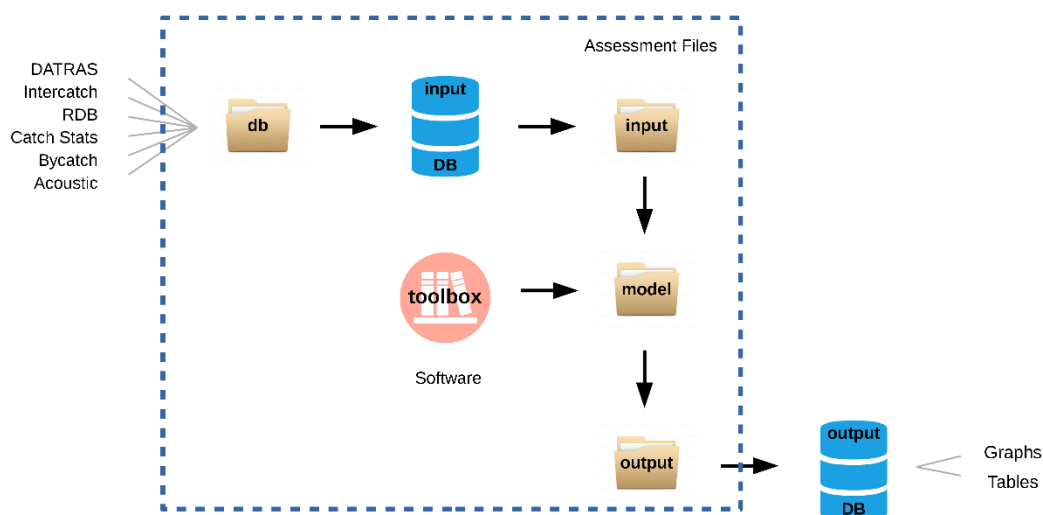 Assessment Files
DATRAS
Intercatch
RDB
Catch Stats
Bycatch
Acoustic
db
input
DB
input
toolbox
Software
model
output
output
DB
Graphs
Tables